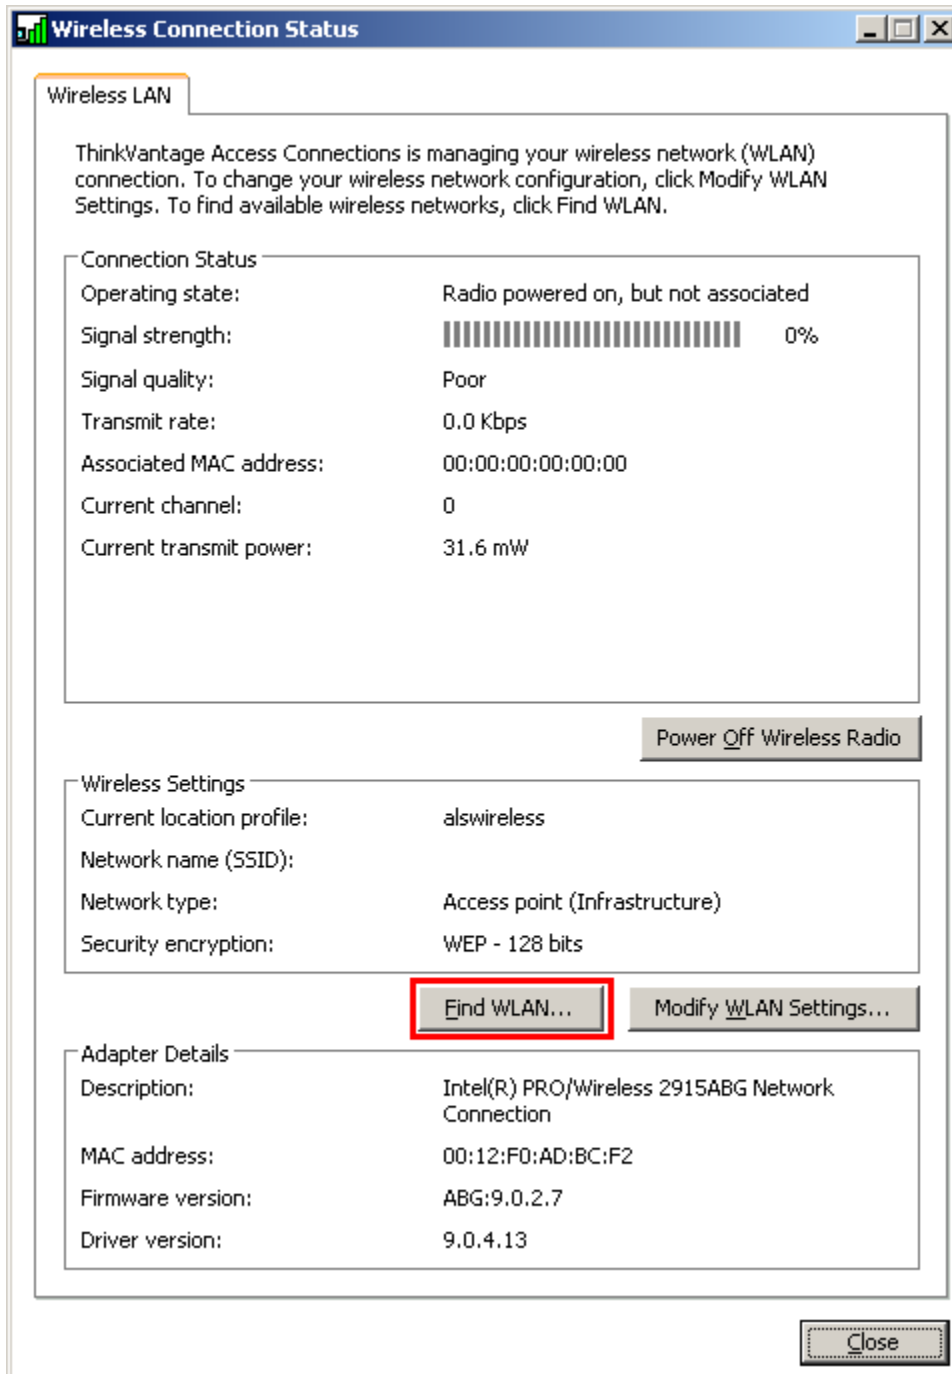 Wireless Connection Status
Wireless LAN
ThinkVantage Access Connections is managing your wireless network (WLAN)
connection. To change your wireless network configuration, click Modify WLAN
Settings. To find available wireless networks, click Find WLAN.
Connection Status
Operating state: Radio powered on, but not associated
Signal strength: 0%
Signal quality: Poor
Transmit rate: 0.0 Kbps
Associated MAC address: 00:00:00:00:00:00
Current channel: 0
Current transmit power: 31.6 mW
Power Off Wireless Radio
Wireless Settings
Current location profile: alswireless
Network name (SSID):
Network type: Access point (Infrastructure)
Security encryption: WEP - 128 bits
Find WLAN... Modify WLAN Settings...
Adapter Details
Description: Intel(R) PRO/Wireless 2915ABG Network
Connection
MAC address: 00:12:F0:AD:BC:F2
Firmware version: ABG:9.0.2.7
Driver version: 9.0.4.13
Close